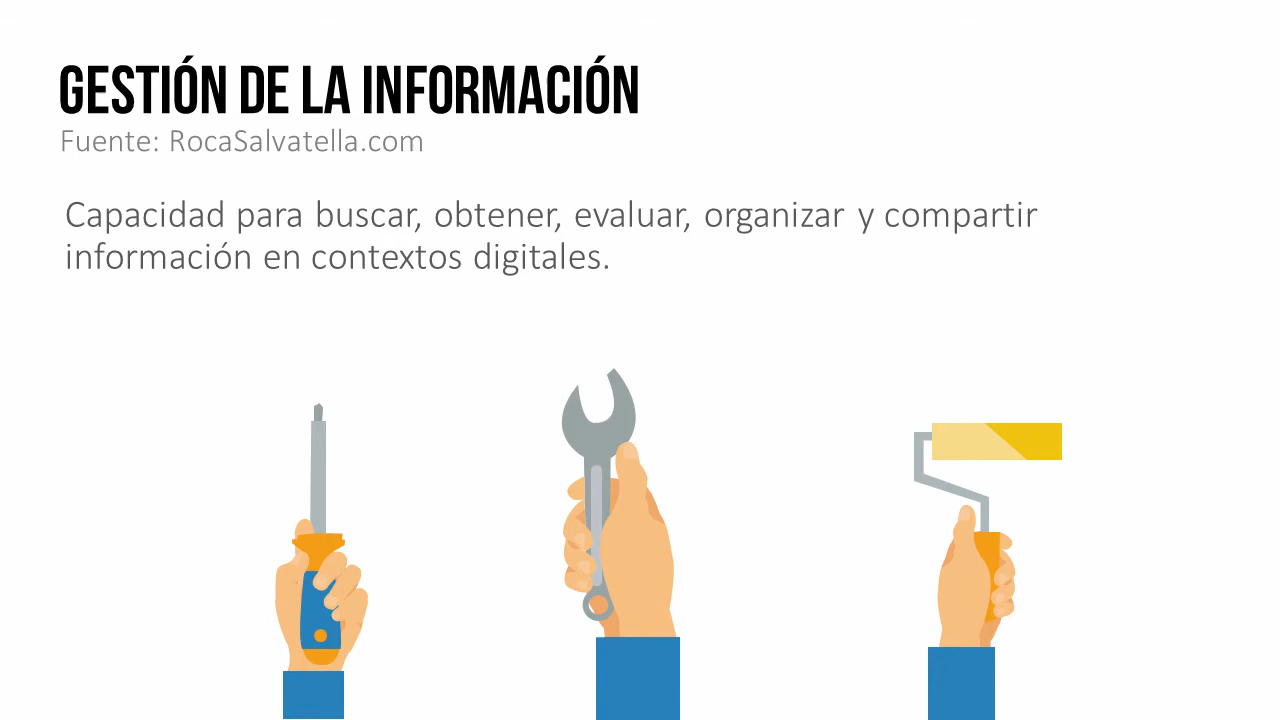 GESTIÓN DE LA INFORMACIÓN
Fuente: RocaSalvatella.com
Capacidad para buscar, obtener, evaluar, organizar y compartir
información en contextos digitales.